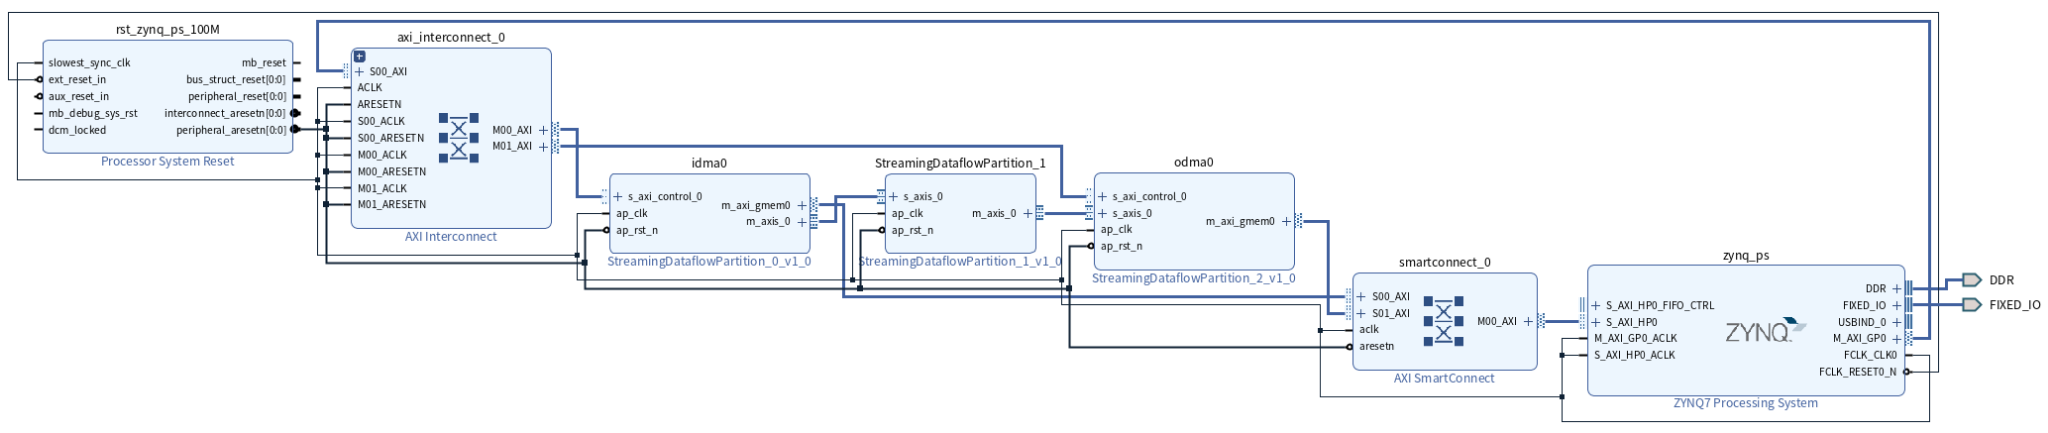 rst_zynq_ps_100M
slowest_sync_clk
ext_reset_in
aux_reset_in
mb_debug_sys_rst
dcm_locked
mb_reset
bus_struct_reset[0:0]
peripheral_reset[0:0]
interconnect_aresetn[0:0]
peripheral_aresetn[0:0]
Processor System Reset
axi_interconnect_0
S00_AXI
ACLK
ARESETN
S00_ACLK
S00_ARESETN
M00_ACLK
M00_ARESETN
M01_ACLK
M01_ARESETN
M00_AXI
M01_AXI
AXI Interconnect
idma0
s_axi_control_0
ap_clk
ap_rst_n
m_axi_gmem0
m_axis_0
StreamingDataflowPartition_0_v1_0
StreamingDataflowPartition_1
s_axis_0
ap_clk
ap_rst_n
m_axis_0
StreamingDataflowPartition_1_v1_0
odma0
s_axi_control_0
s_axis_0
ap_clk
ap_rst_n
m_axi_gmem0
StreamingDataflowPartition_2_v1_0
smartconnect_0
S00_AXI
S01_AXI
aclk
aresetn
M00_AXI
AXI SmartConnect
zynq_ps
S_AXI_HP0_FIFO_CTRL
S_AXI_HP0
M_AXI_GP0_ACLK
S_AXI_HP0_ACLK
ZYNQ
DDR
FIXED_IO
USBIND_0
M_AXI_GP0
FCLK_CLK0
FCLK_RESET0_N
ZYNQ7 Processing System
DDR
FIXED_IO